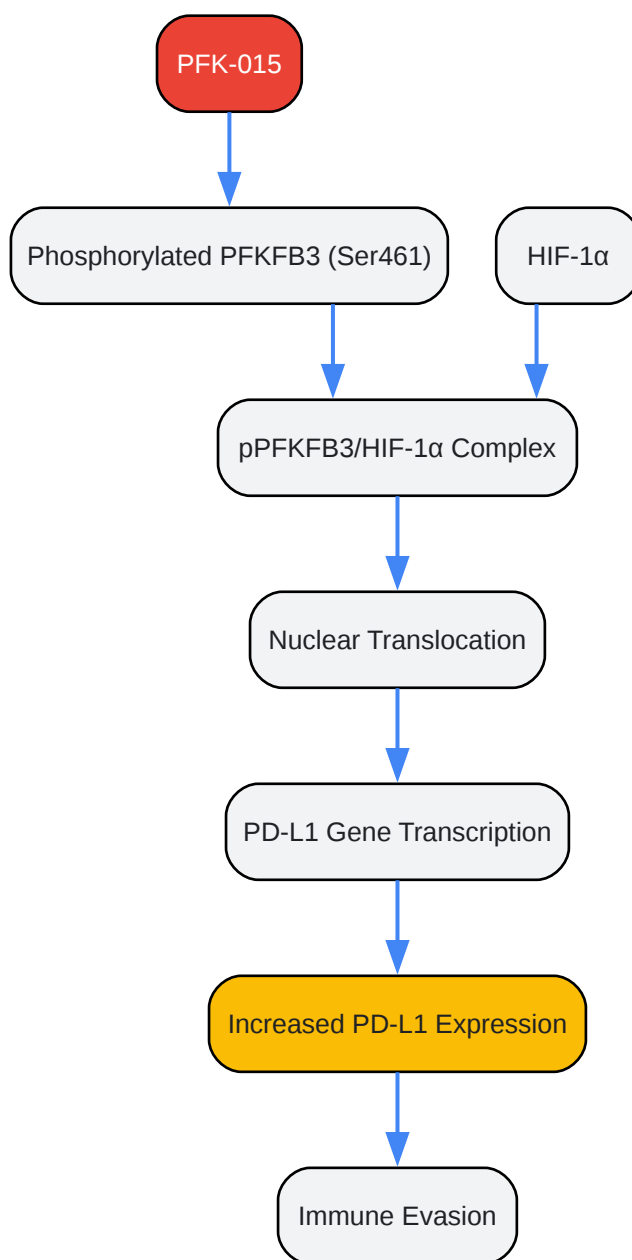 PFK-015
Phosphorylated PFKFB3 (Ser461)
HIF-1α
pPFKFB3/HIF-1α Complex
Nuclear Translocation
PD-L1 Gene Transcription
Increased PD-L1 Expression
Immune Evasion